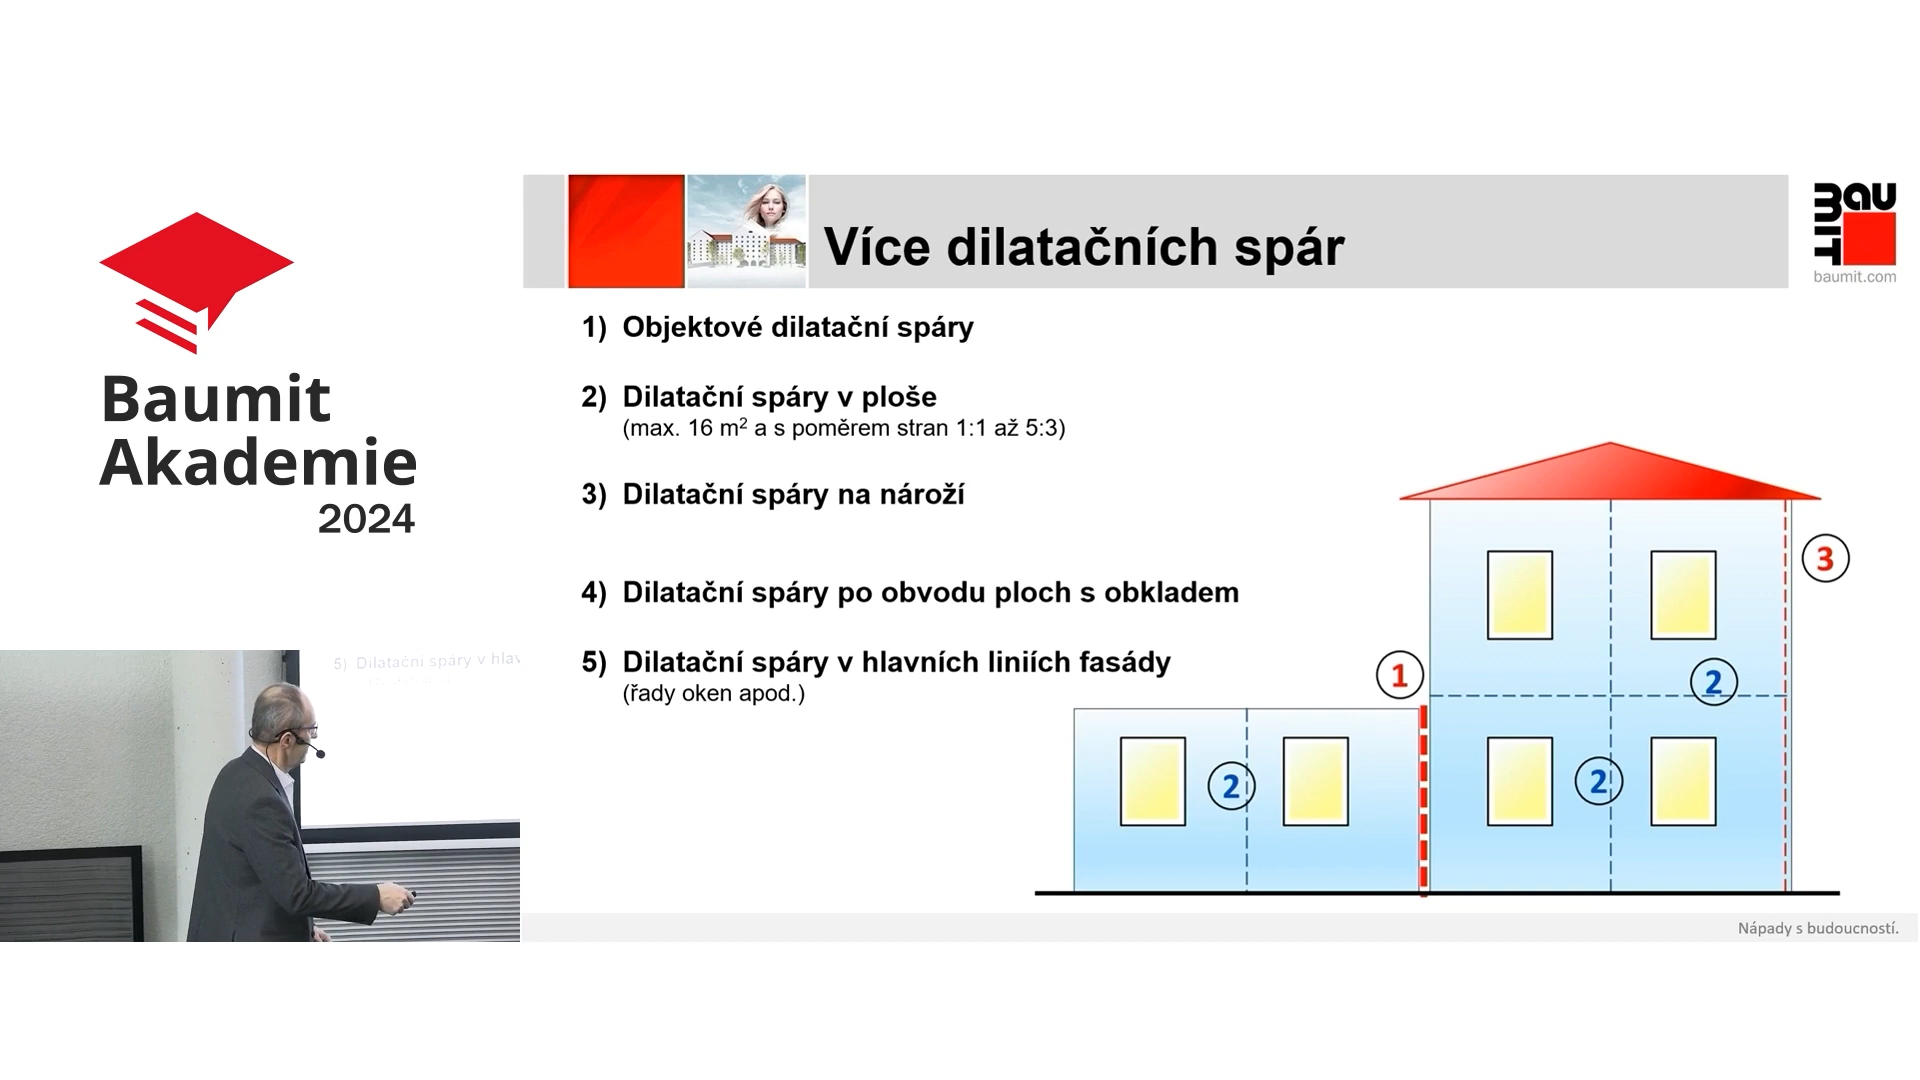 Baumit
Akademie
2024
Více dilatačních spár
bauMIT
baumit.com
1) Objektové dilatační spáry
2) Dilatační spáry v ploše
(max. 16 m² a s poměrem stran 1:1 až 5:3)
3) Dilatační spáry na nároží
4) Dilatační spáry po obvodu ploch s obkladem
5) Dilatační spáry v hlavních liniích fasády
(řady oken apod.)
3
1
2
2
2
5) Dilatační spáry v hlav
Nápady s budoucností.